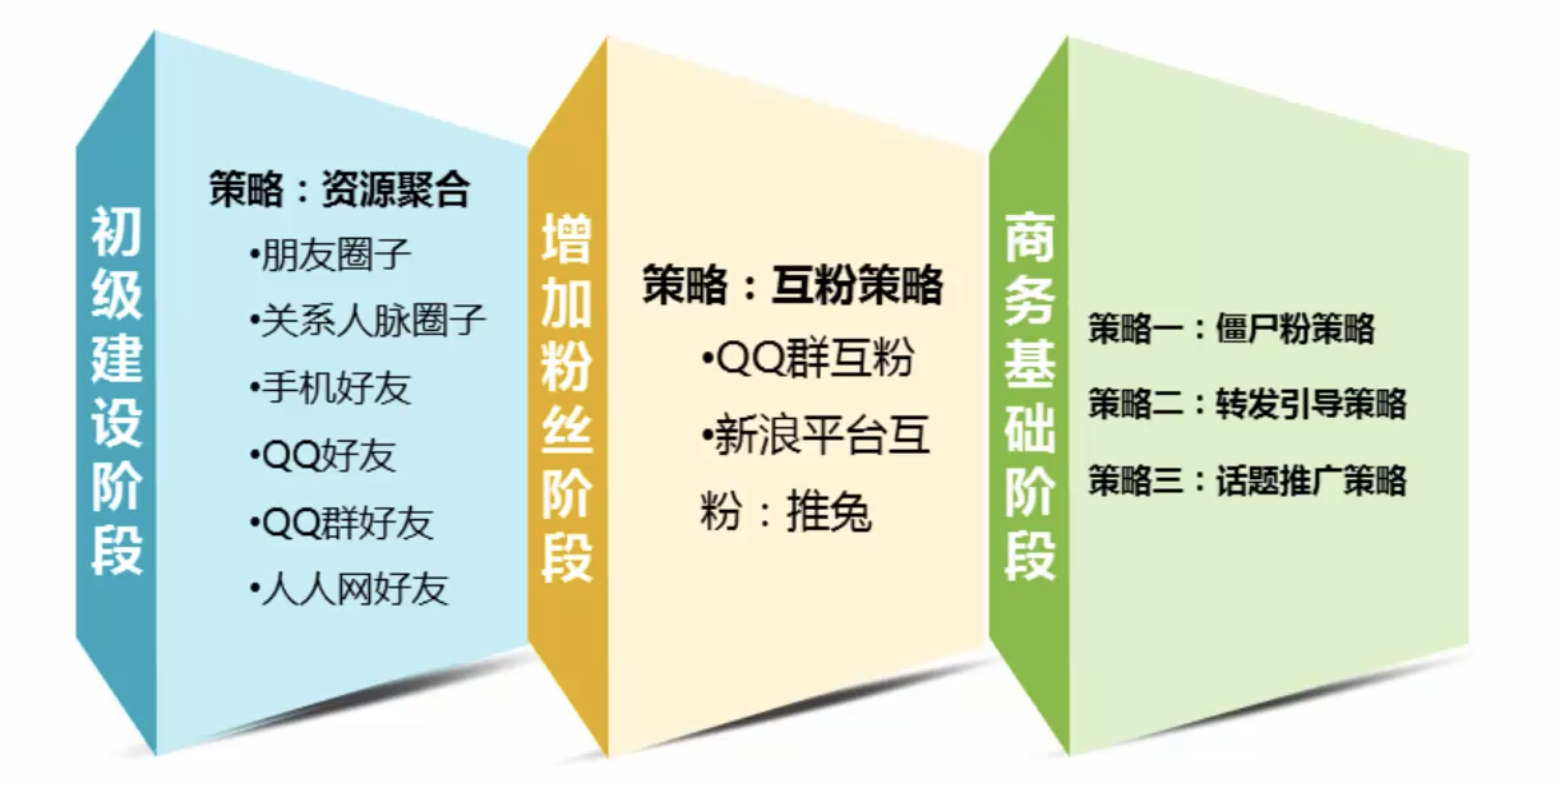 初级建设阶段
策略：资源聚合
•朋友圈子
•关系人脉圈子
•手机好友
•QQ好友
•QQ群好友
•人人网好友
增加粉丝阶段
策略：互粉策略
•QQ群互粉
•新浪平台互
粉：推兔
商务基础阶段
策略一：僵尸粉策略
策略二：转发引导策略
策略三：话题推广策略